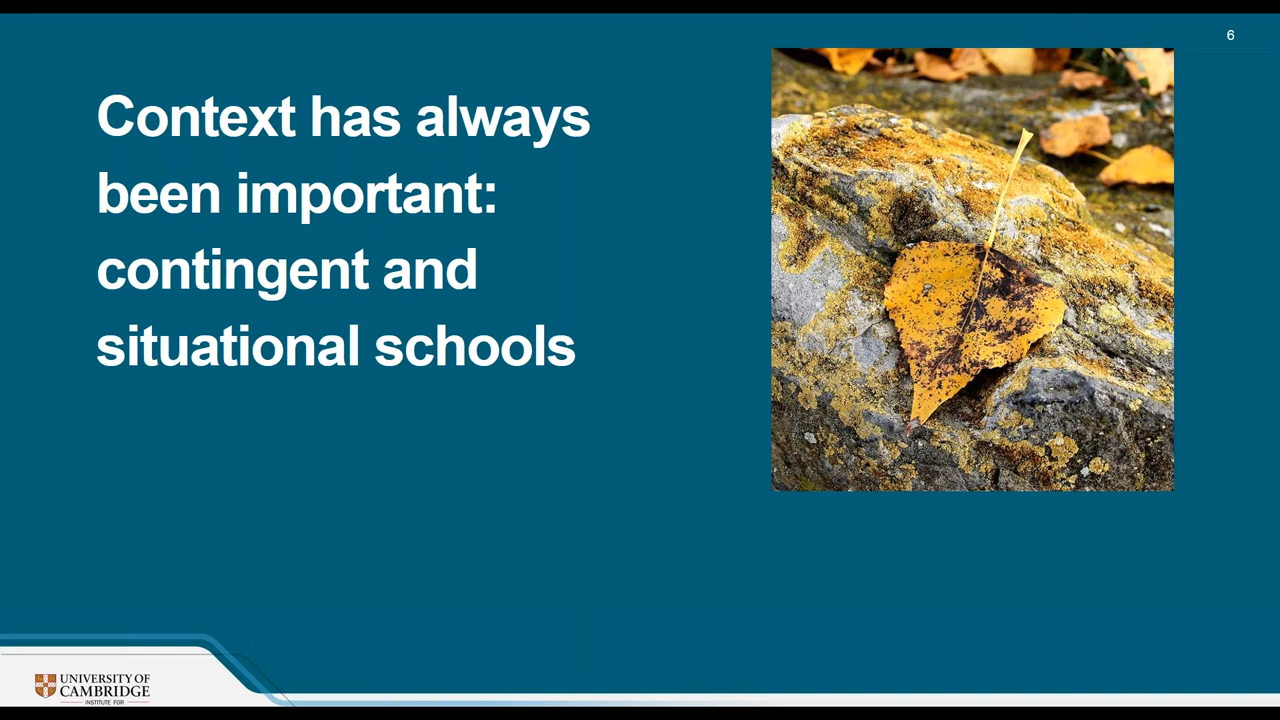 6
Context has always
been important:
contingent and
situational schools
UNIVERSITY OF
CAMBRIDGE
INSTITUTE FOR